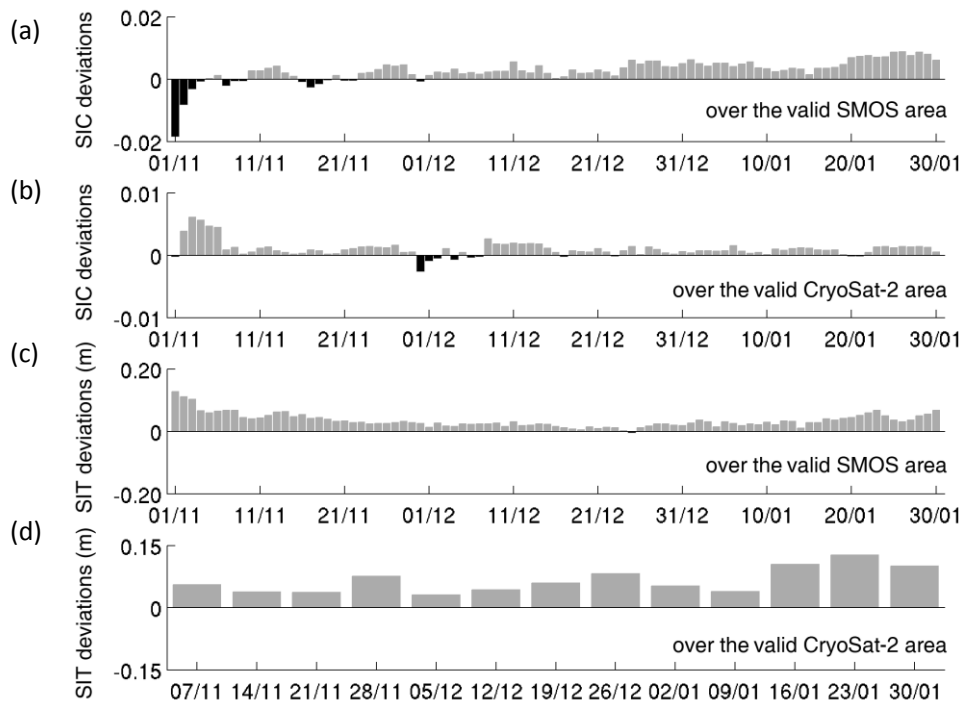 (a)
SIC deviations
0.02
0
-0.02
over the valid SMOS area
01/11 11/11 21/11 01/12 11/12 21/12 31/12 10/01 20/01 30/01
(b)
SIC deviations
0.01
0
-0.01
over the valid CryoSat-2 area
01/11 11/11 21/11 01/12 11/12 21/12 31/12 10/01 20/01 30/01
(c)
SIT deviations (m)
0.20
0
-0.20
over the valid SMOS area
01/11 11/11 21/11 01/12 11/12 21/12 31/12 10/01 20/01 30/01
(d)
SIT deviations (m)
0.15
0
-0.15
over the valid CryoSat-2 area
07/11 14/11 21/11 28/11 05/12 12/12 19/12 26/12 02/01 09/01 16/01 23/01 30/01